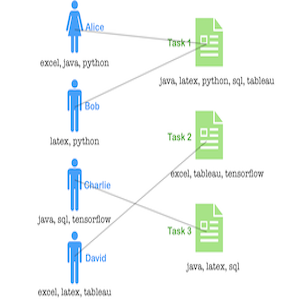 Alice
Task 1
excel, java, python
java, latex, python, sql, tableau
Bob
Task 2
latex, python
excel, tableau, tensorflow
Charlie
java, sql, tensorflow
Task 3
David
java, latex, sql
excel, latex, tableau